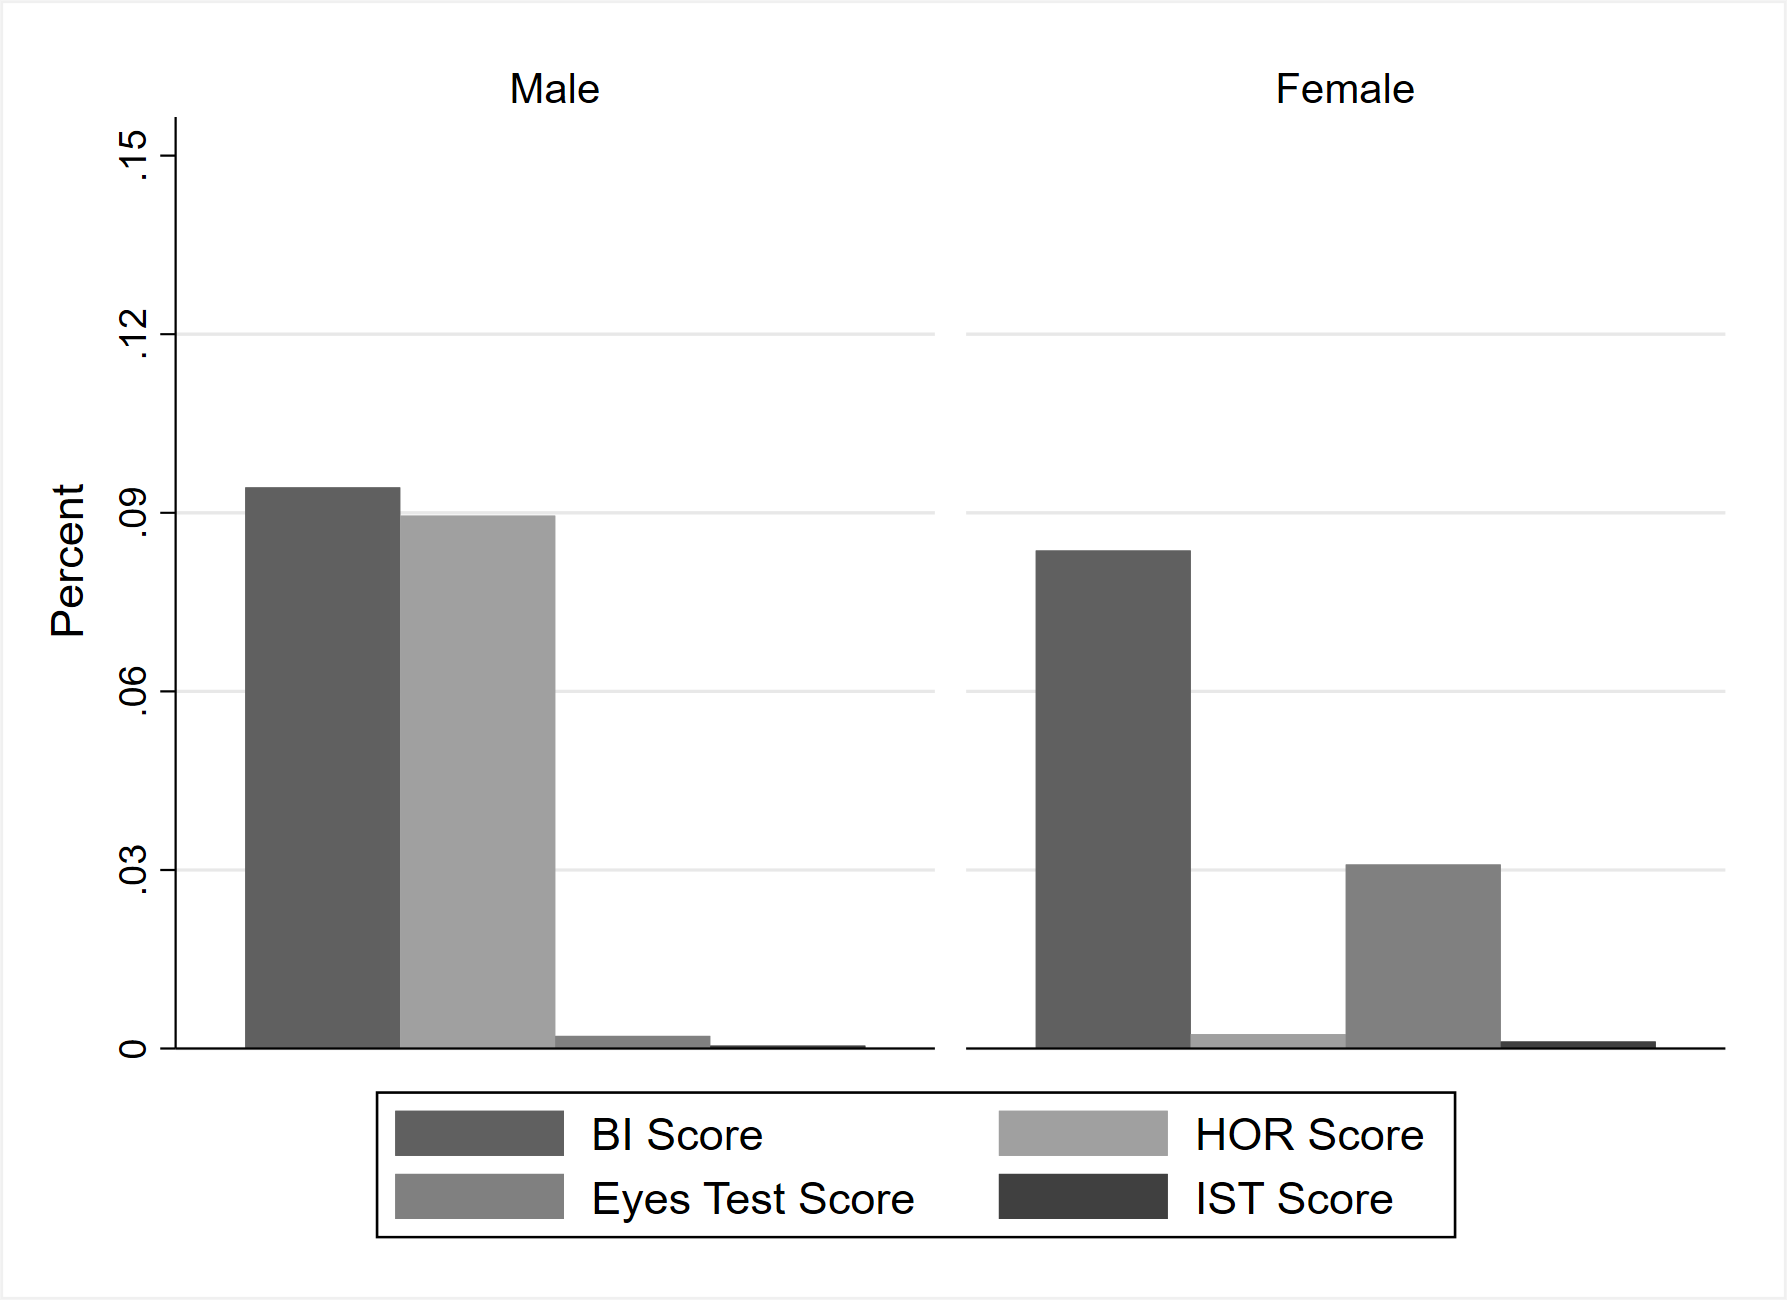 Male
Female
.15
.12
.09
.06
.03
0
Percent
BI Score
HOR Score
Eyes Test Score
IST Score